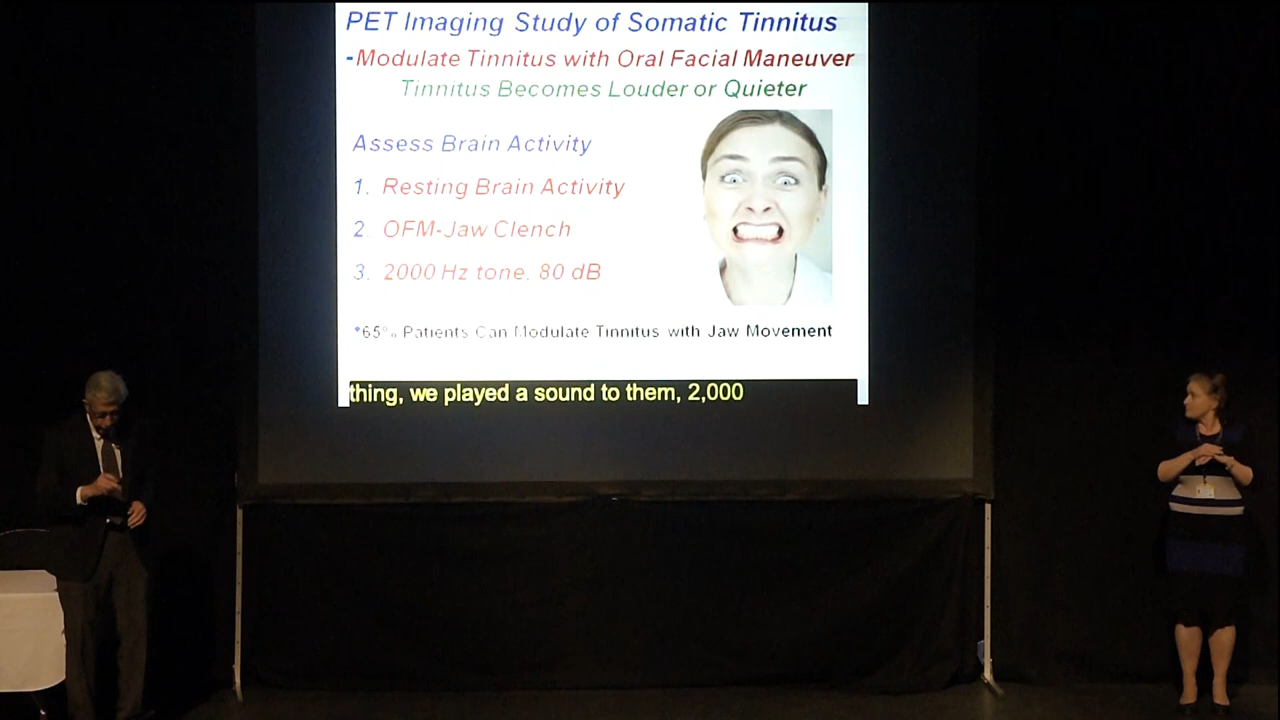 PET Imaging Study of Somatic Tinnitus
-Modulate Tinnitus with Oral Facial Maneuver
Tinnitus Becomes Louder or Quieter
Assess Brain Activity
1. Resting Brain Activity
2. OFM-Jaw Clench
3. 2000 Hz tone. 80 dB
*65% Patients Can Modulate Tinnitus with Jaw Movement
thing, we played a sound to them, 2,000